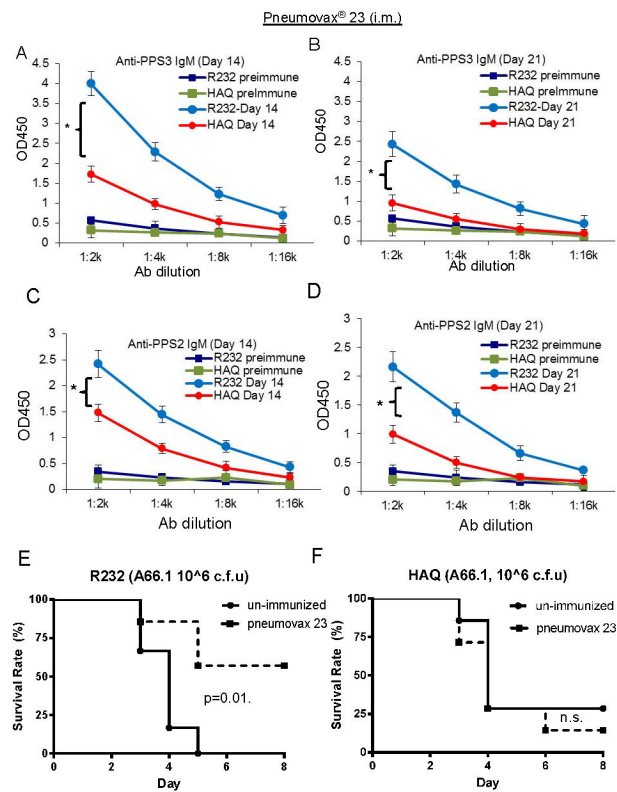 Pneumovax® 23 (i.m.)
A
Anti-PPS3 IgM (Day 14)
R232 preimmune
HAQ preImmune
R232-Day 14
HAQ Day 14
*
OD450
4.5
4
3.5
3
2.5
2
1.5
1
0.5
0
1:2k 1:4k 1:8k 1:16k
Ab dilution
B
Anti-PPS3 IgM (Day 21)
R232 preimmune
HAQ preImmune
R232-Day 21
HAQ Day 21
*
OD450
4.5
4
3.5
3
2.5
2
1.5
1
0.5
0
1:2k 1:4k 1:8k 1:16k
Ab dilution
C
Anti-PPS2 IgM (Day 14)
R232 preimmune
HAQ preimmune
R232 Day 14
HAQ Day 14
*
OD450
3
2.5
2
1.5
1
0.5
0
1:2k 1:4k 1:8k 1:16k
Ab dilution
D
Anti-PPS2 IgM (Day 21)
R232 preimmune
HAQ preimmune
R232 Day 21
HAQ Day 21
*
OD450
3
2.5
2
1.5
1
0.5
0
1:2k 1:4k 1:8k 1:16k
Ab dilution
E
R232 (A66.1 10^6 c.f.u)
un-immunized
pneumovax 23
p=0.01.
Survival Rate (%)
100
75
50
25
0
0 2 4 6 8
Day
F
HAQ (A66.1, 10^6 c.f.u)
un-immunized
pneumovax 23
n.s.
Survival Rate (%)
100
75
50
25
0
0 2 4 6 8
Day